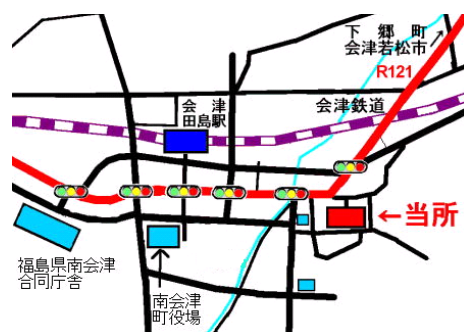 下郷町
会津若松市
R121
会津
田島駅
会津鉄道
←当所
福島県南会津
合同庁舎
南会津
町役場